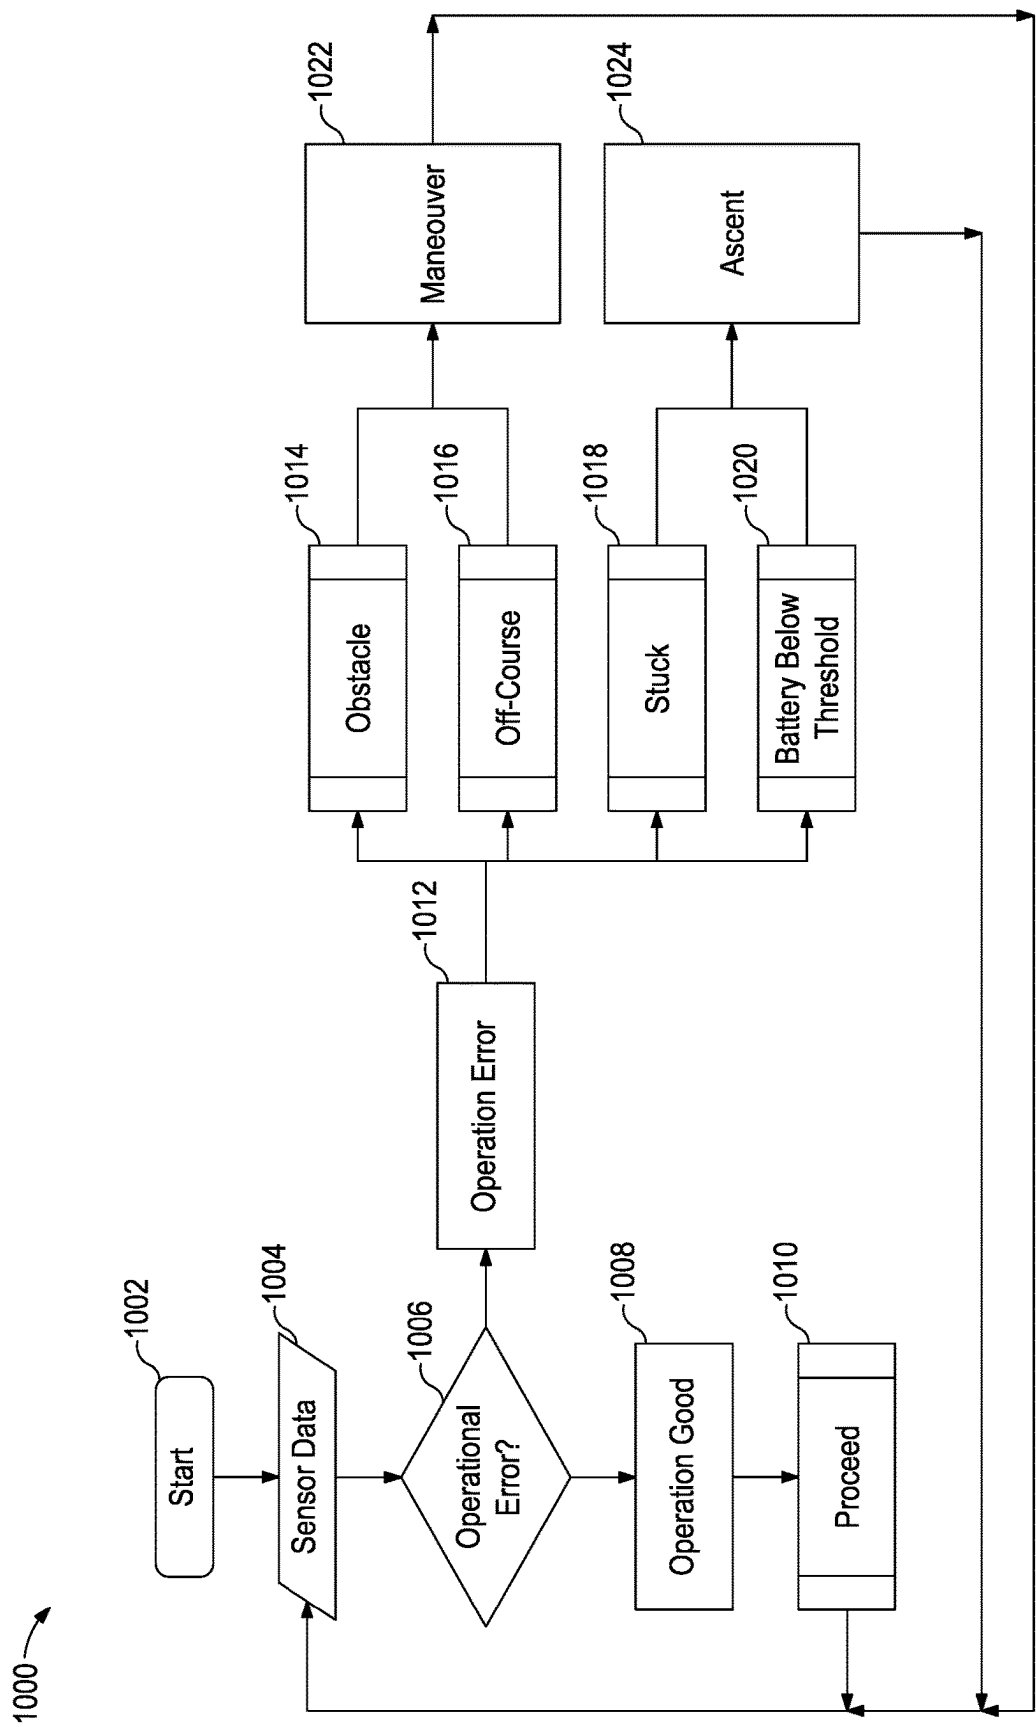 1000
1002
Start
1004
Sensor Data
1006
Operational
Error?
1008
Operation Good
1010
Proceed
1012
Operation Error
1014
Obstacle
1016
Off-Course
1018
Stuck
1020
Battery Below
Threshold
1022
Maneouver
1024
Ascent